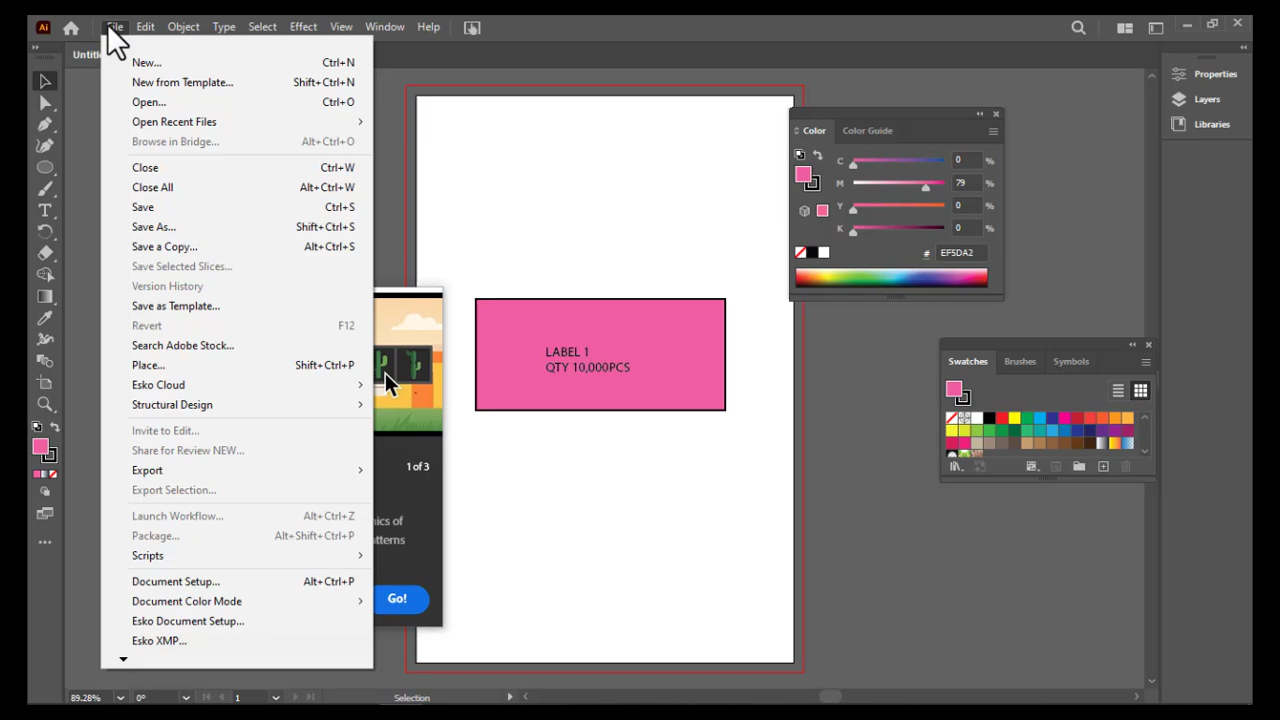 Ai
File Edit Object Type Select Effect View Window Help
New... Ctrl+N
New from Template... Shift+Ctrl+N
Open... Ctrl+O
Open Recent Files
Browse in Bridge... Alt+Ctrl+O
Close Ctrl+W
Close All Alt+Ctrl+W
Save Ctrl+S
Save As... Shift+Ctrl+S
Save a Copy... Alt+Ctrl+S
Save Selected Slices...
Version History
Save as Template...
Revert F12
Search Adobe Stock...
Place... Shift+Ctrl+P
Esko Cloud
Structural Design
Invite to Edit...
Share for Review NEW...
Export
Export Selection...
Launch Workflow... Alt+Ctrl+Z
Package... Alt+Shift+Ctrl+P
Scripts
Document Setup... Alt+Ctrl+P
Document Color Mode
Esko Document Setup...
Esko XMP...
1 of 3
Go!
LABEL 1
QTY 10,000PCS
Color Color Guide
C 0 %
M 79 %
Y 0 %
K 0 %
# EF5DA2
Swatches Brushes Symbols
Properties
Layers
Libraries
89.28% 0° 1 Selection